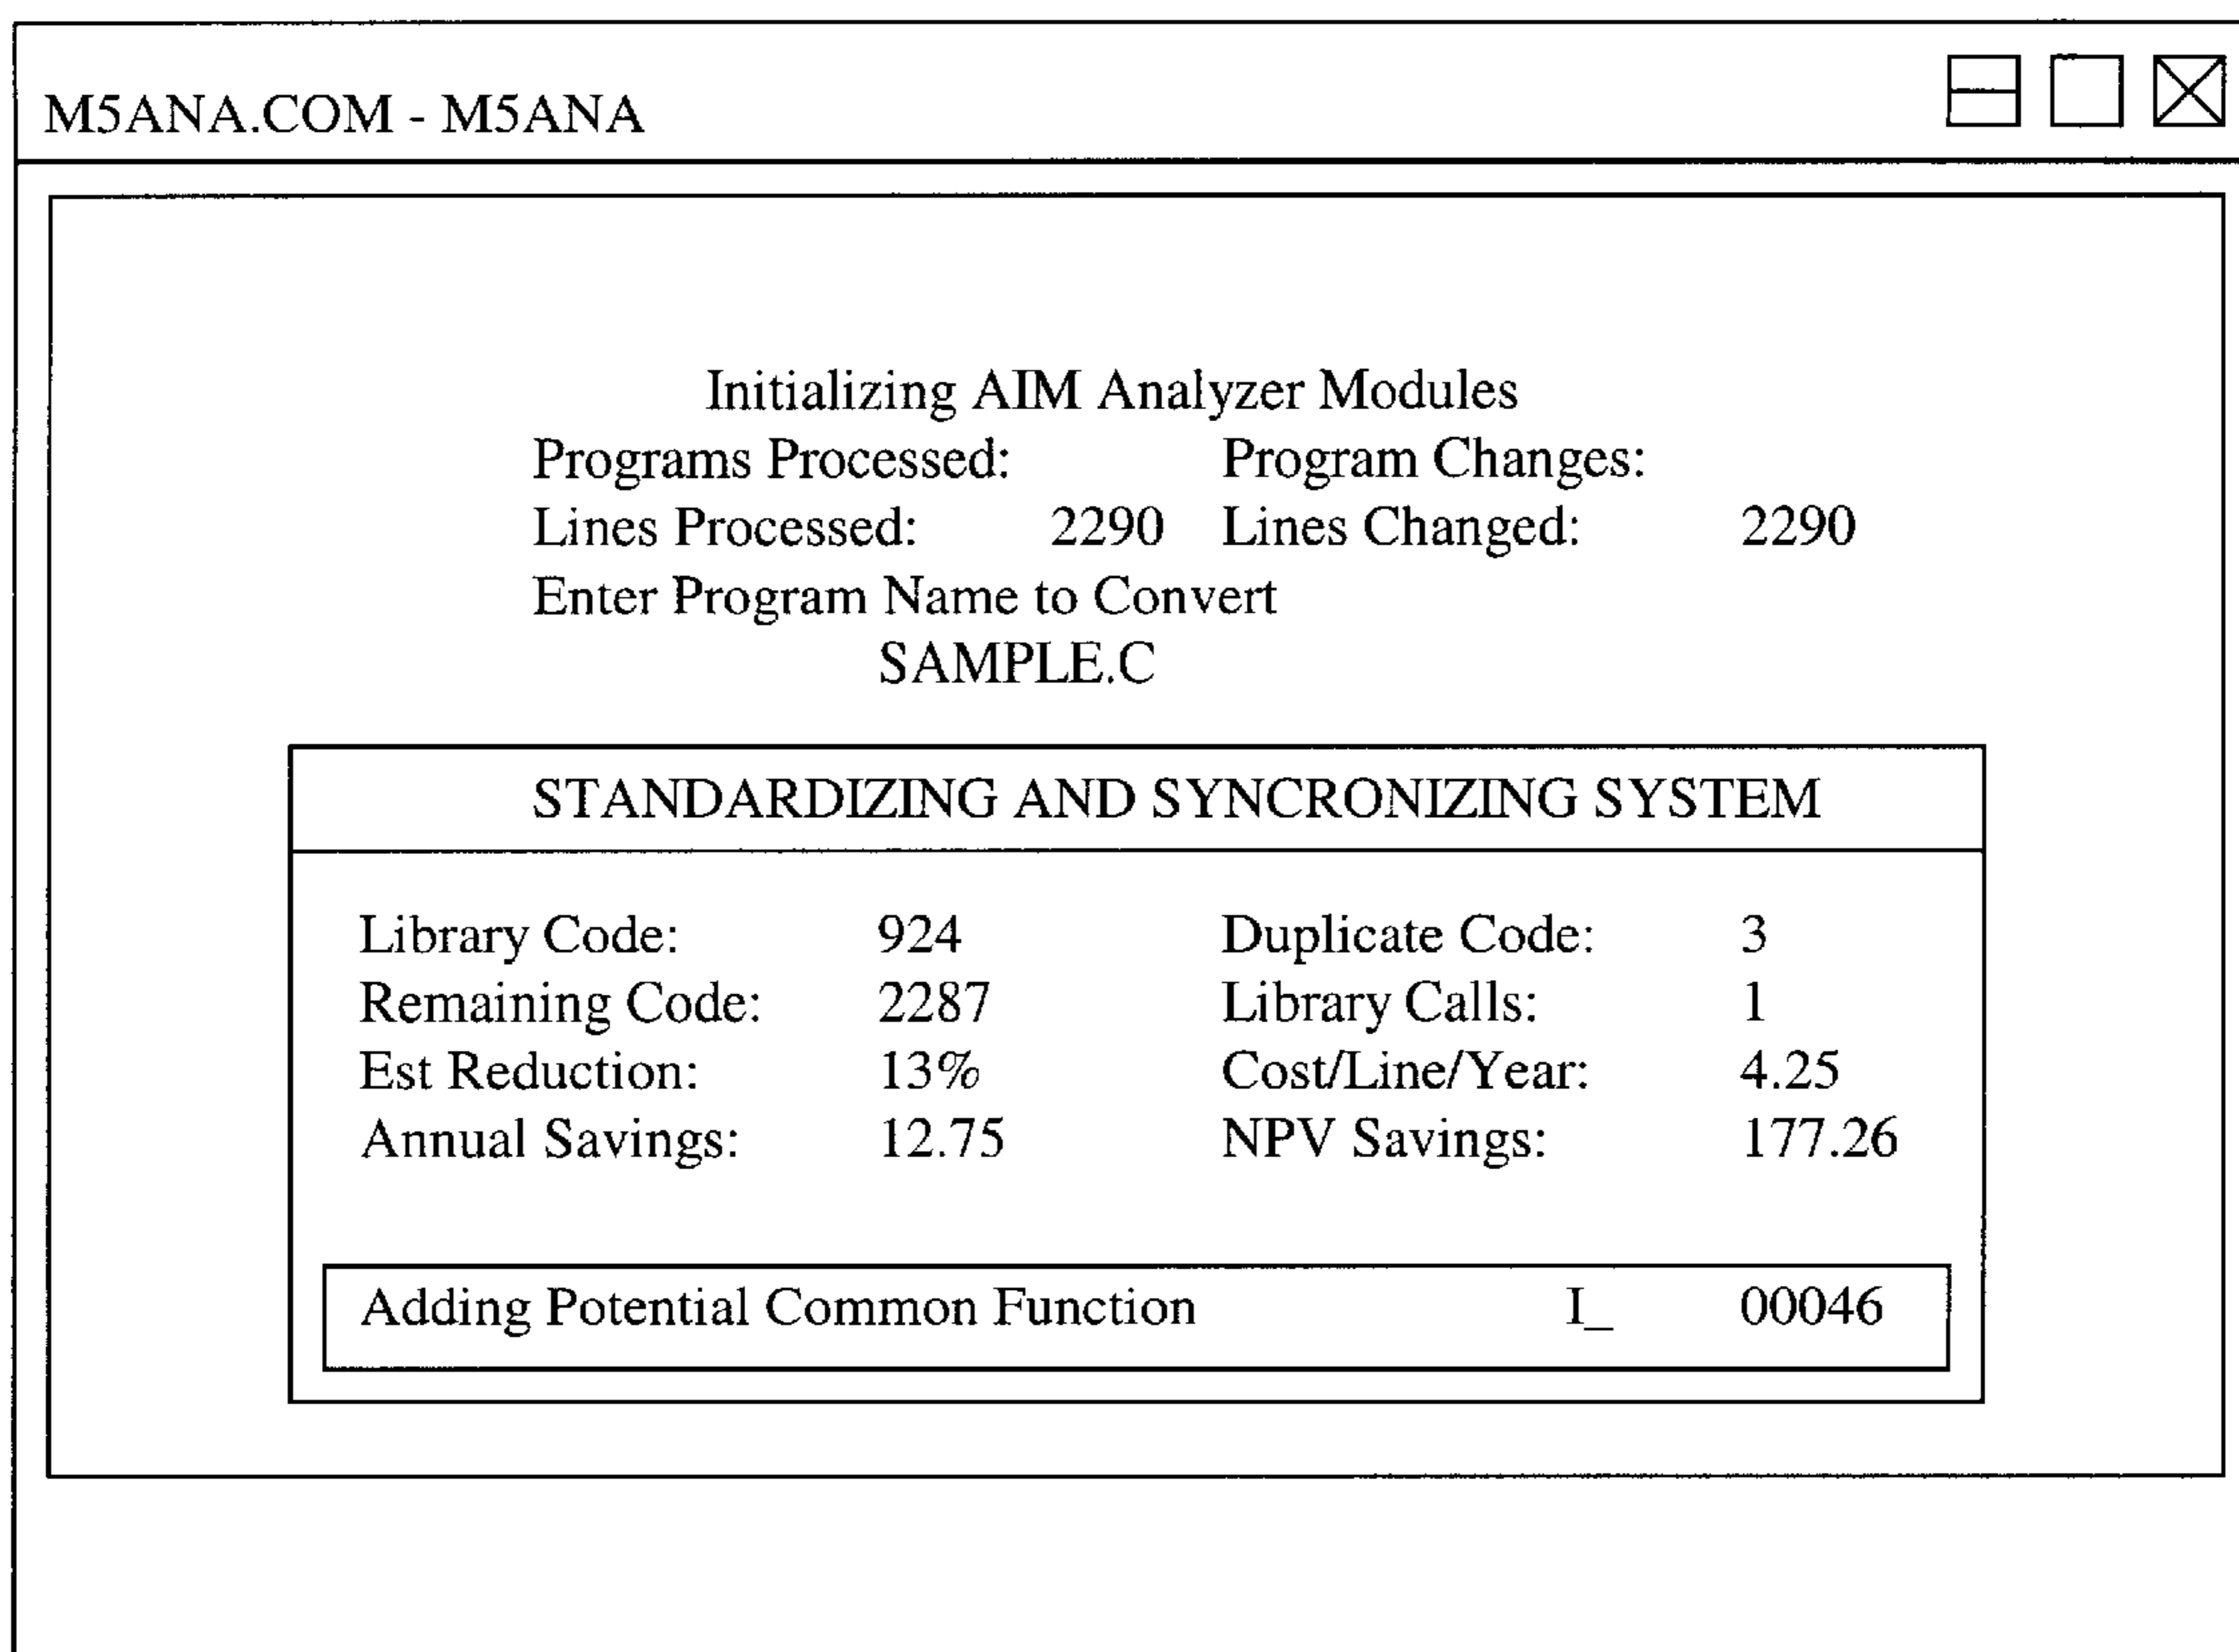 M5ANA.COM - M5ANA
Initializing AIM Analyzer Modules
Programs Processed: Program Changes:
Lines Processed: 2290 Lines Changed: 2290
Enter Program Name to Convert
SAMPLE.C
STANDARDIZING AND SYNCRONIZING SYSTEM
Library Code: 924 Duplicate Code: 3
Remaining Code: 2287 Library Calls: 1
Est Reduction: 13% Cost/Line/Year: 4.25
Annual Savings: 12.75 NPV Savings: 177.26
Adding Potential Common Function I_ 00046